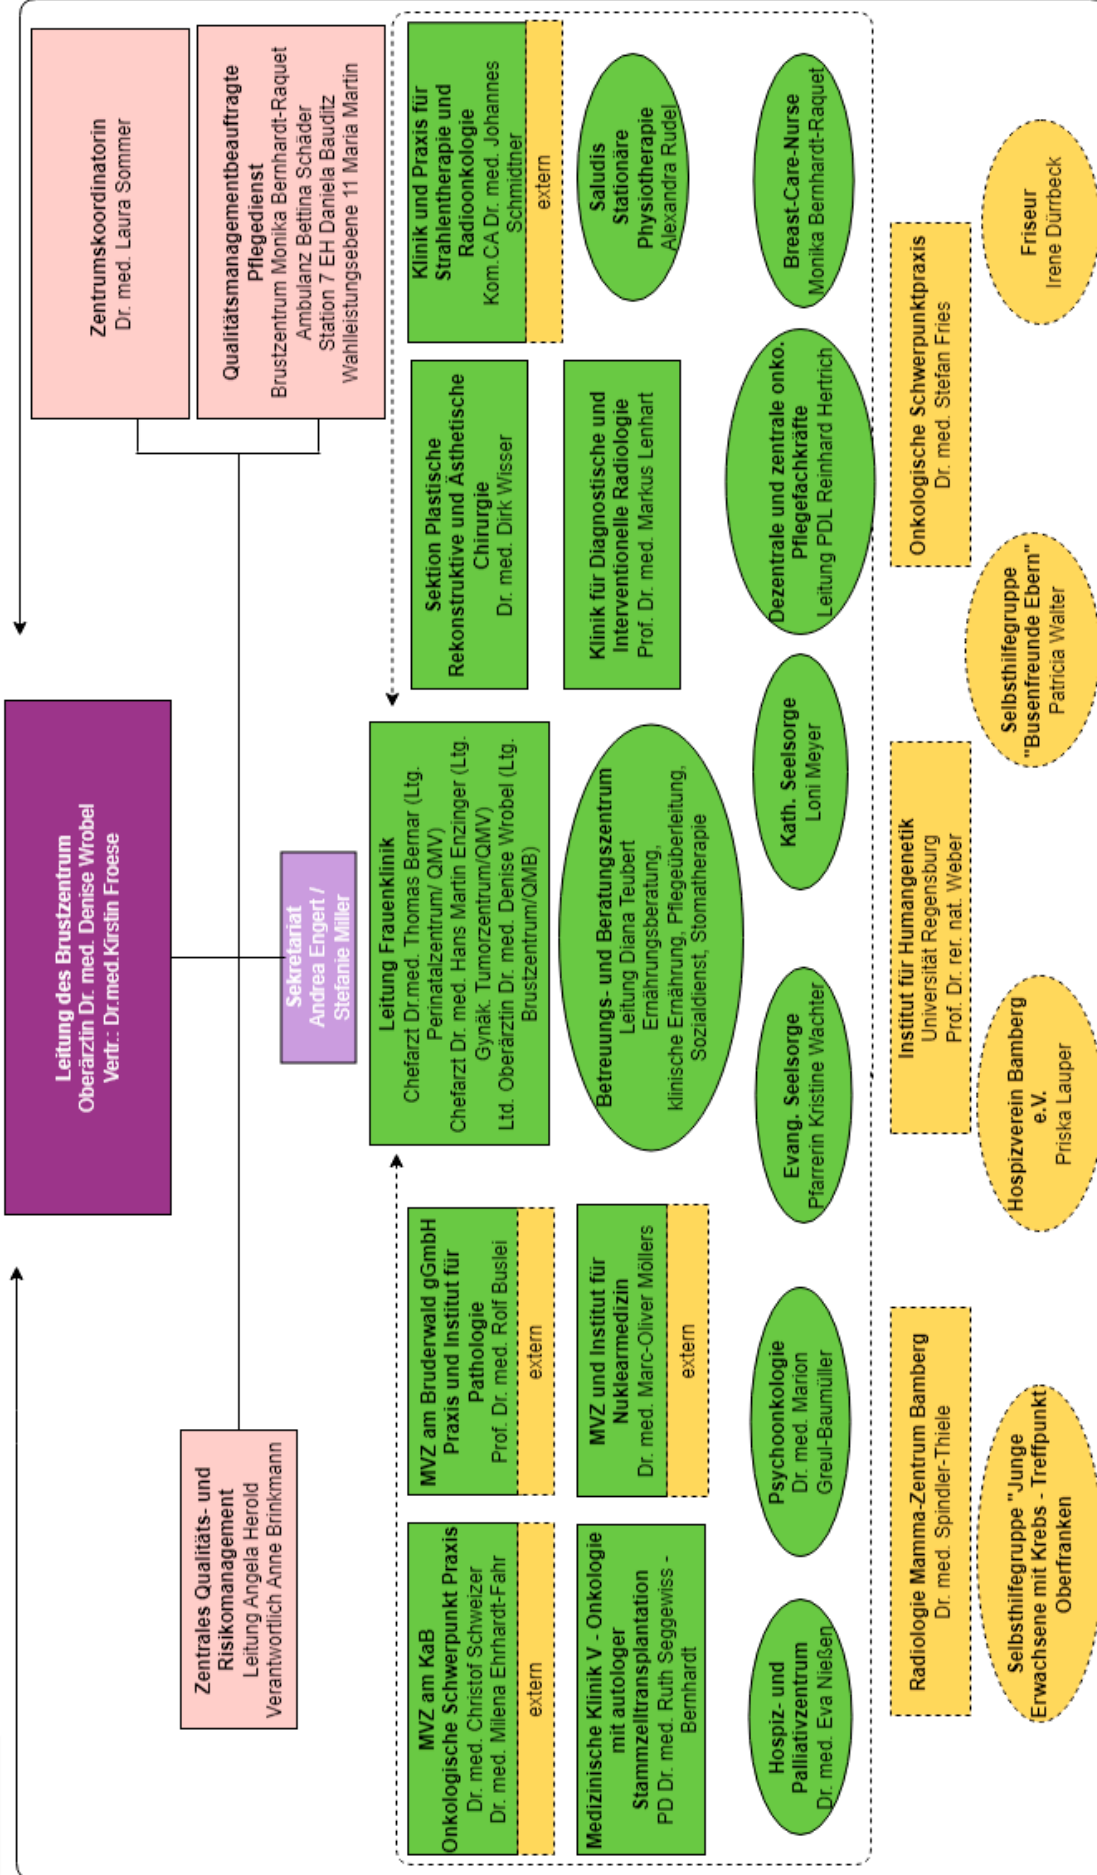 Leitung des Brustzentrum
Oberärztin Dr. med. Denise Wrobel
Vertr.: Dr.med.Kirstin Froese
Zentrumskoordinatorin
Dr. med. Laura Sommer
Zentrales Qualitäts- und
Risikomanagement
Leitung Angela Herold
Verantwortlich Anne Brinkmann
Sekretariat
Andrea Engert /
Stefanie Miller
Qualitätsmanagementbeauftragte
Pflegedienst
Brustzentrum Monika Bernhardt-Raquet
Ambulanz Bettina Schäder
Station 7 EH Daniela Bauditz
Wahlleistungsebene 11 Maria Martin
MVZ am KaB
Onkologische Schwerpunkt Praxis
Dr. med. Christof Schweizer
Dr. med. Milena Ehrhardt-Fahr
extern
MVZ am Bruderwald gGmbH
Praxis und Institut für
Pathologie
Prof. Dr. med. Rolf Buslei
extern
Leitung Frauenklinik
Chefarzt Dr.med. Thomas Bernar (Ltg.
Perinatalzentrum/ QMV)
Chefarzt Dr. med. Hans Martin Enzinger (Ltg.
Gynäk. Tumorzentrum/QMV)
Ltd. Oberärztin Dr. med. Denise Wrobel (Ltg.
Brustzentrum/QMB)
Sektion Plastische
Rekonstruktive und Ästhetische
Chirurgie
Dr. med. Dirk Wisser
Klinik und Praxis für
Strahlentherapie und
Radioonkologie
Kom.CA Dr. med. Johannes
Schmidtner
extern
Medizinische Klinik V - Onkologie
mit autologer
Stammzelltransplantation
PD Dr. med. Ruth Seggewiss -
Bernhardt
MVZ und Institut für
Nuklearmedizin
Dr. med. Marc-Oliver Möllers
extern
Betreuungs- und Beratungszentrum
Leitung Diana Teubert
Ernährungsberatung,
klinische Ernährung, Pflegeüberleitung,
Sozialdienst, Stomatherapie
Klinik für Diagnostische und
Interventionelle Radiologie
Prof. Dr. med. Markus Lenhart
Saludis
Stationäre
Physiotherapie
Alexandra Rudel
Hospiz- und
Palliativzentrum
Dr. med. Eva Nießen
Psychoonkologie
Dr. med. Marion
Greul-Baumüller
Evang. Seelsorge
Pfarrerin Kristine Wachter
Kath. Seelsorge
Loni Meyer
Dezentrale und zentrale onko.
Pflegefachkräfte
Leitung PDL Reinhard Hertrich
Breast-Care-Nurse
Monika Bernhardt-Raquet
Radiologie Mamma-Zentrum Bamberg
Dr. med. Spindler-Thiele
Institut für Humangenetik
Universität Regensburg
Prof. Dr. rer. nat. Weber
Onkologische Schwerpunktpraxis
Dr. med. Stefan Fries
Selbsthilfegruppe "Junge
Erwachsene mit Krebs - Treffpunkt
Oberfranken
Hospizverein Bamberg
e.V.
Priska Lauper
Selbsthilfegruppe
"Busenfreunde Ebern"
Patricia Walter
Friseur
Irene Dürrbeck